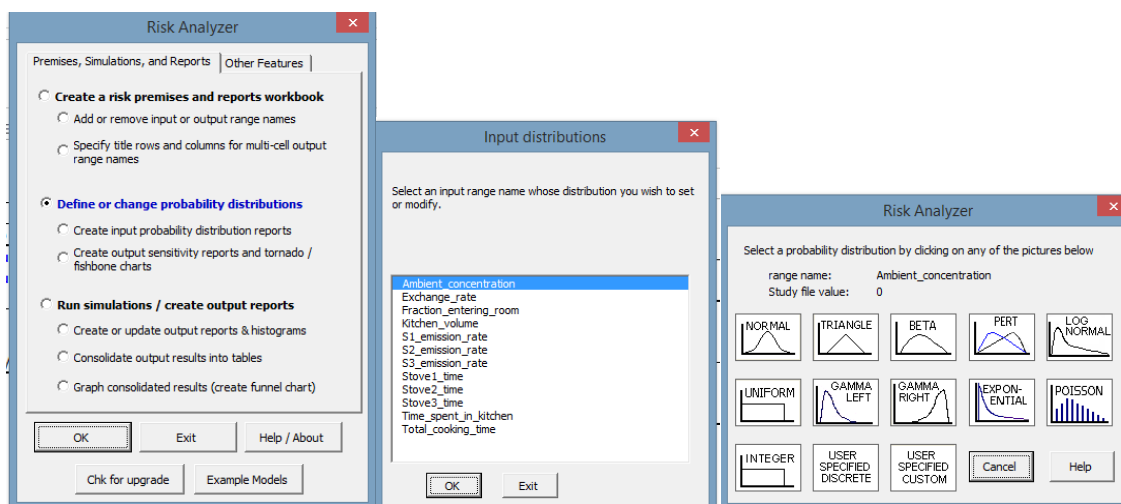 Risk Analyzer
Premises, Simulations, and Reports
Other Features
Create a risk premises and reports workbook
Add or remove input or output range names
Specify title rows and columns for multi-cell output
range names
Define or change probability distributions
Create input probability distribution reports
Create output sensitivity reports and tornado /
fishbone charts
Run simulations / create output reports
Create or update output reports & histograms
Consolidate output results into tables
Graph consolidated results (create funnel chart)
OK
Exit
Help / About
Chk for upgrade
Example Models
Input distributions
Select an input range name whose distribution you wish to set
or modify.
Ambient_concentration
Exchange_rate
Fraction_entering_room
Kitchen_volume
S1_emission_rate
S2_emission_rate
S3_emission_rate
Stove1_time
Stove2_time
Stove3_time
Time_spent_in_kitchen
Total_cooking_time
OK
Exit
Risk Analyzer
Select a probability distribution by clicking on any of the pictures below
range name: Ambient_concentration
Study file value: 0
NORMAL
TRIANGLE
BETA
PERT
LOG
NORMAL
UNIFORM
GAMMA
LEFT
GAMMA
RIGHT
EXPON-
ENTIAL
POISSON
INTEGER
USER
SPECIFIED
DISCRETE
USER
SPECIFIED
CUSTOM
Cancel
Help